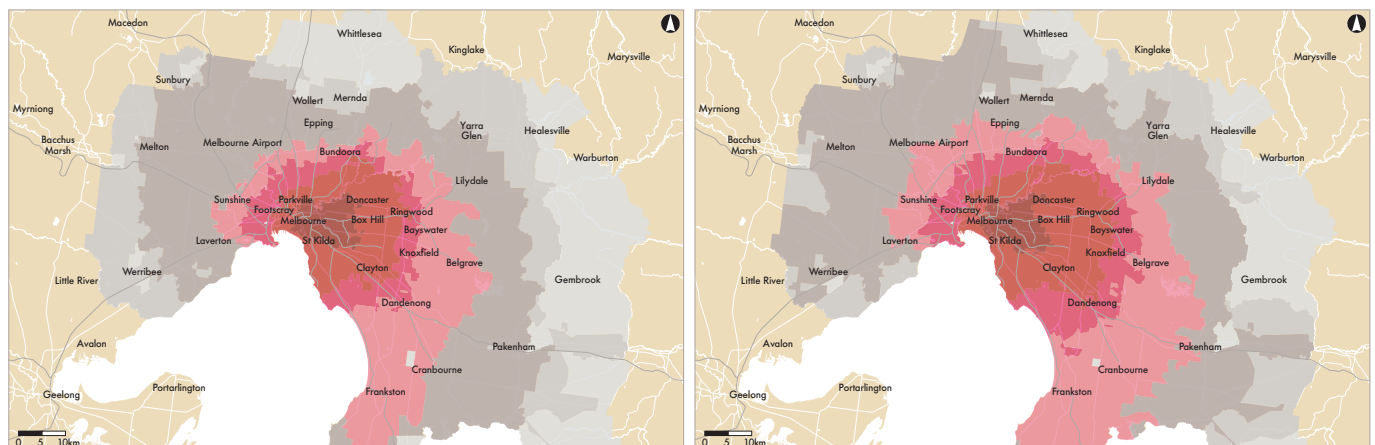 Macedon
Whittlesea
Kinglake
Marysville
Sunbury
Wollert
Mernda
Myrniong
Epping
Yarra
Glen
Healesville
Bacchus
Marsh
Melton
Melbourne Airport
Bundoora
Warburton
Lilydale
Sunshine
Parkville
Doncaster
Footscray
Ringwood
Melbourne
Box Hill
Bayswater
Laverton
St Kilda
Knoxfield
Belgrave
Werribee
Clayton
Little River
Gembrook
Dandenong
Avalon
Pakenham
Cranbourne
Geelong
Portarlington
Frankston
0 5 10km
Macedon
Whittlesea
Kinglake
Marysville
Sunbury
Wollert
Mernda
Myrniong
Epping
Yarra
Glen
Healesville
Bacchus
Marsh
Melton
Melbourne Airport
Bundoora
Warburton
Lilydale
Sunshine
Parkville
Doncaster
Footscray
Ringwood
Melbourne
Box Hill
Bayswater
Laverton
St Kilda
Knoxfield
Belgrave
Werribee
Clayton
Little River
Gembrook
Dandenong
Avalon
Pakenham
Cranbourne
Geelong
Portarlington
Frankston
0 5 10km